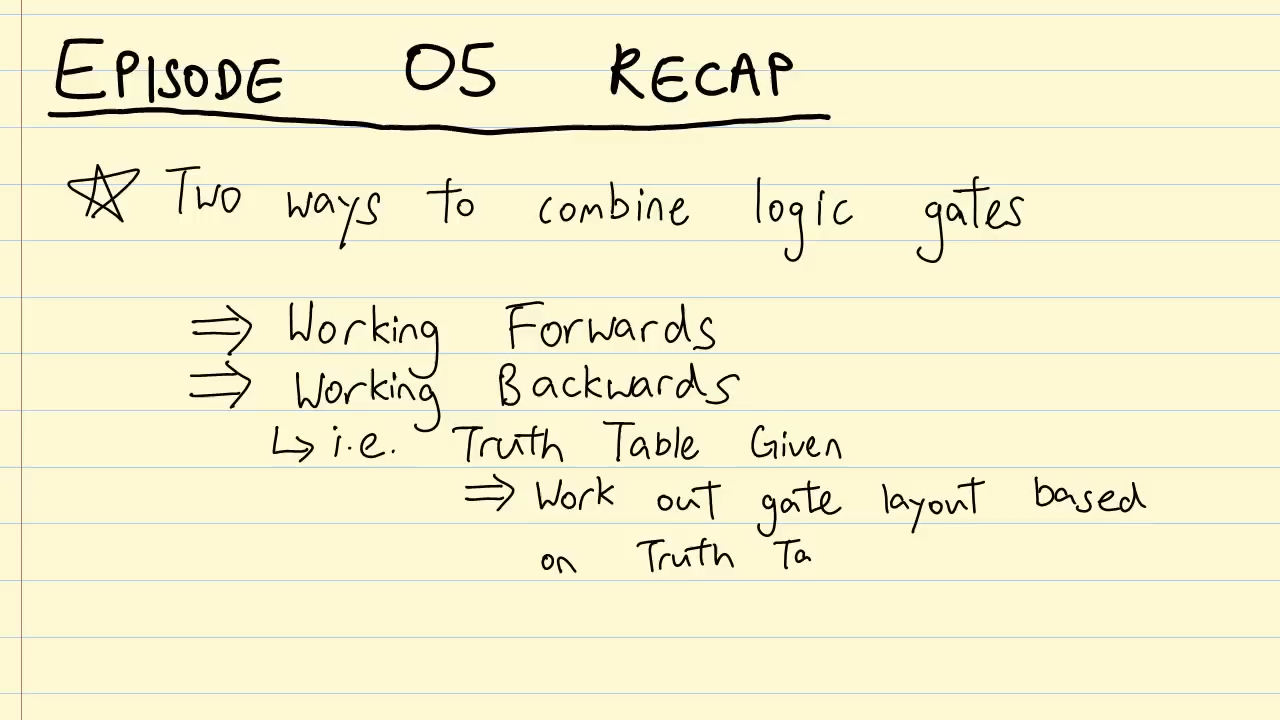 EPISODE 05 RECAP
☆ Two ways to combine logic gates
⇒ Working Forwards
⇒ Working Backwards
↳ i.e. Truth Table Given
⇒ Work out gate layout based
on Truth Ta